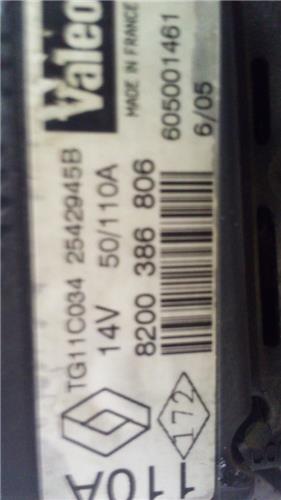 Valeo
MADE IN FRANCE
605001461
6/05
TG11C034 2542945B
14V 50/110A
8200 386 806
172
110A